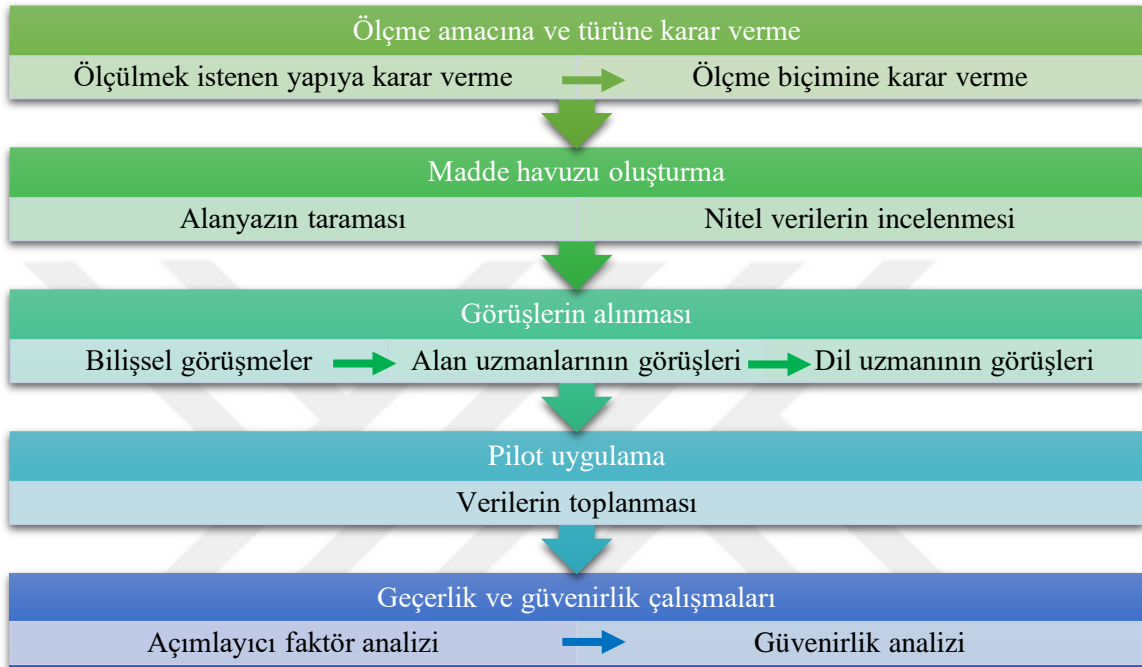 Ölçme amacına ve türüne karar verme
Ölçülmek istenen yapıya karar verme Ölçme biçimine karar verme
Madde havuzu oluşturma
Alanyazın taraması Nitel verilerin incelenmesi
Görüşlerin alınması
Bilişsel görüşmeler Alan uzmanlarının görüşleri Dil uzmanının görüşleri
Pilot uygulama
Verilerin toplanması
Geçerlik ve güvenirlik çalışmaları
Açımlayıcı faktör analizi Güvenirlik analizi